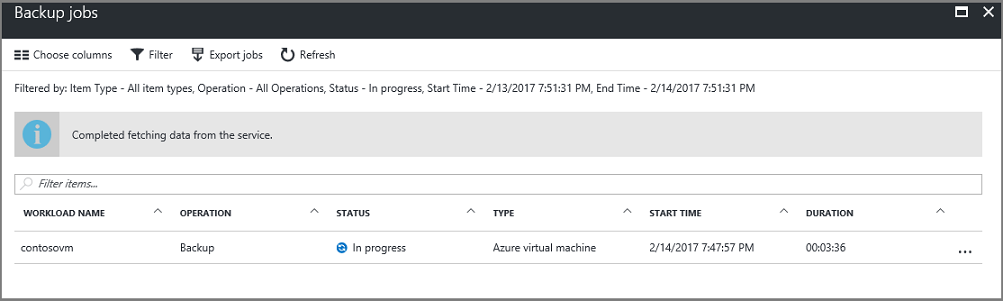 Backup jobs
Choose columns Filter Export jobs Refresh
Filtered by: Item Type - All item types, Operation - All Operations, Status - In progress, Start Time - 2/13/2017 7:51:31 PM, End Time - 2/14/2017 7:51:31 PM
Completed fetching data from the service.
Filter items...
WORKLOAD NAME OPERATION STATUS TYPE START TIME DURATION
contosovm Backup In progress Azure virtual machine 2/14/2017 7:47:57 PM 00:03:36 ...